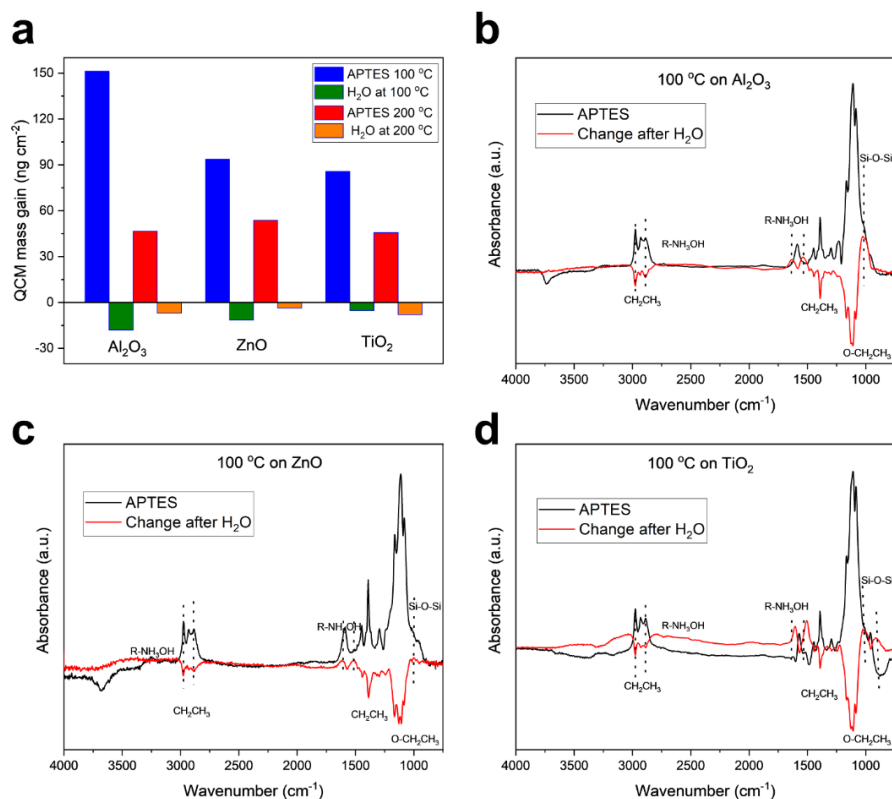 a
QCM mass gain (ng cm⁻²)
150
120
90
60
30
0
-30
APTES 100 °C
H₂O at 100 °C
APTES 200 °C
H₂O at 200 °C
Al₂O₃ ZnO TiO₂
b
100 °C on Al₂O₃
APTES
Change after H₂O
Si-O-Si
R-NH₃OH
R-NH₃OH
CH₂CH₃
CH₂CH₃
O-CH₂CH₃
Absorbance (a.u.)
4000 3500 3000 2500 2000 1500 1000
Wavenumber (cm⁻¹)
c
100 °C on ZnO
APTES
Change after H₂O
Si-O-Si
R-NH₃OH
R-NH₃OH
CH₂CH₃
CH₂CH₃
O-CH₂CH₃
Absorbance (a.u.)
4000 3500 3000 2500 2000 1500 1000
Wavenumber (cm⁻¹)
d
100 °C on TiO₂
APTES
Change after H₂O
Si-O-Si
R-NH₃OH
R-NH₃OH
CH₂CH₃
CH₂CH₃
O-CH₂CH₃
Absorbance (a.u.)
4000 3500 3000 2500 2000 1500 1000
Wavenumber (cm⁻¹)